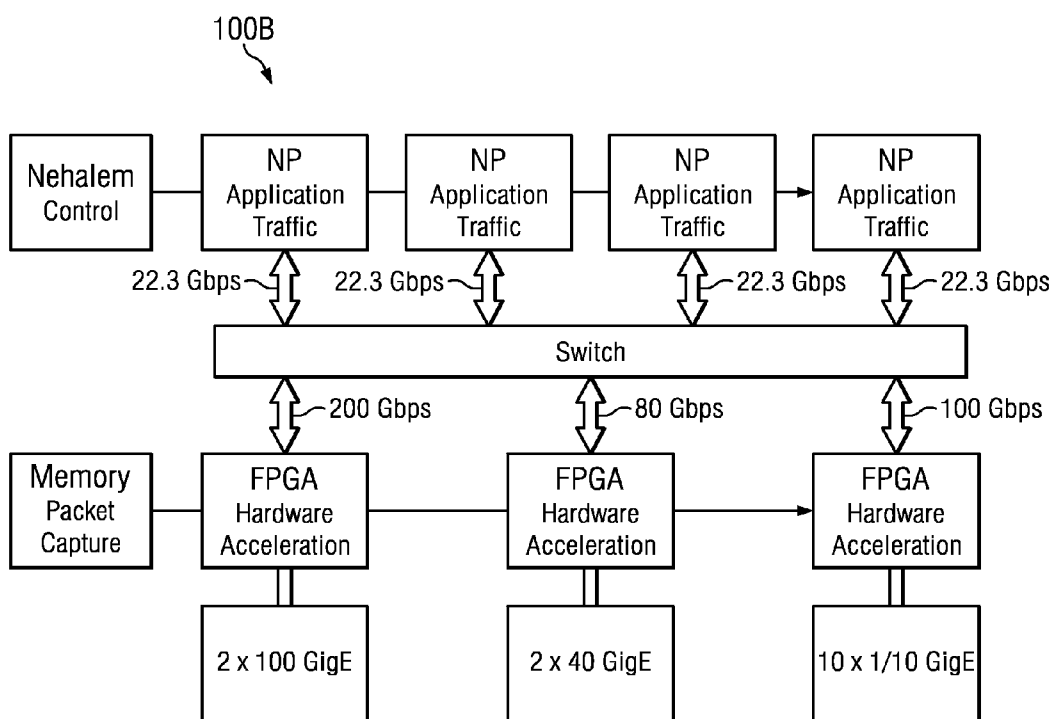 100B
Nehalem
Control
NP
Application
Traffic
NP
Application
Traffic
NP
Application
Traffic
NP
Application
Traffic
22.3 Gbps
22.3 Gbps
22.3 Gbps
22.3 Gbps
Switch
200 Gbps
80 Gbps
100 Gbps
Memory
Packet
Capture
FPGA
Hardware
Acceleration
FPGA
Hardware
Acceleration
FPGA
Hardware
Acceleration
2 x 100 GigE
2 x 40 GigE
10 x 1/10 GigE